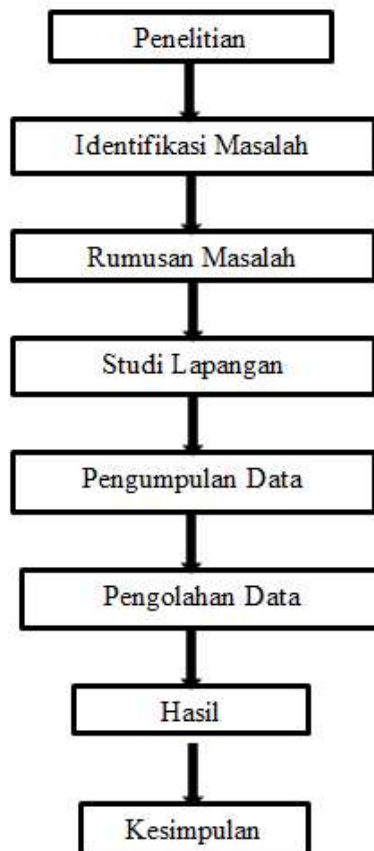 Penelitian
Identifikasi Masalah
Rumusan Masalah
Studi Lapangan
Pengumpulan Data
Pengolahan Data
Hasil
Kesimpulan